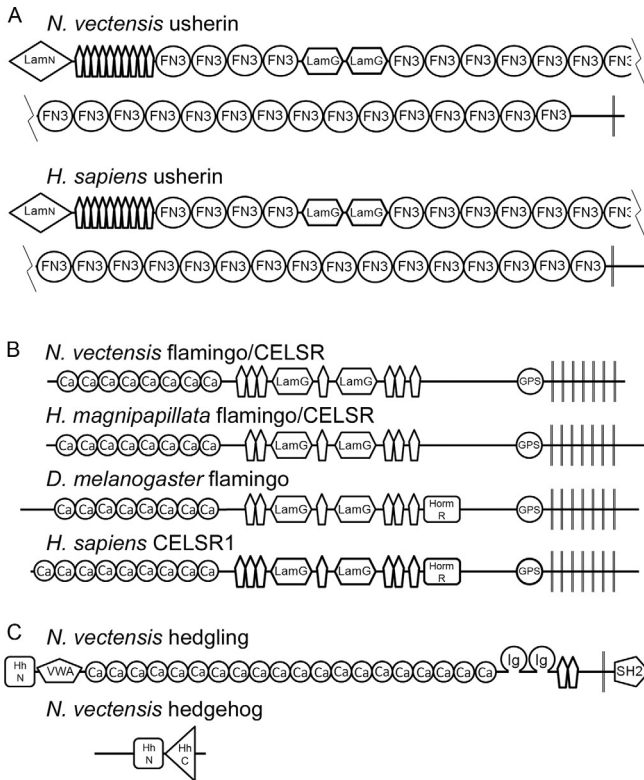 A
N. vectensis usherin
LamN FN3 FN3 FN3 FN3 LamG LamG FN3 FN3 FN3 FN3 FN3 FN3 FN3
FN3 FN3 FN3 FN3 FN3 FN3 FN3 FN3 FN3 FN3 FN3 FN3 FN3 FN3 FN3
H. sapiens usherin
LamN FN3 FN3 FN3 FN3 LamG LamG FN3 FN3 FN3 FN3 FN3 FN3 FN3
FN3 FN3 FN3 FN3 FN3 FN3 FN3 FN3 FN3 FN3 FN3 FN3 FN3 FN3 FN3 FN3
B
N. vectensis flamingo/CELSR
Ca Ca Ca Ca Ca Ca Ca Ca LamG LamG GPS
H. magnipapillata flamingo/CELSR
Ca Ca Ca Ca Ca Ca Ca Ca LamG LamG GPS
D. melanogaster flamingo
Ca Ca Ca Ca Ca Ca Ca Ca LamG LamG Horm R GPS
H. sapiens CELSR1
Ca Ca Ca Ca Ca Ca Ca Ca Ca LamG LamG Horm R GPS
C
N. vectensis hedgling
Hh N VWA Ca Ca Ca Ca Ca Ca Ca Ca Ca Ca Ca Ca Ca Ca Ca Ca Ca Ca Ca Ca Ig Ig SH2
N. vectensis hedgehog
Hh N Hh C